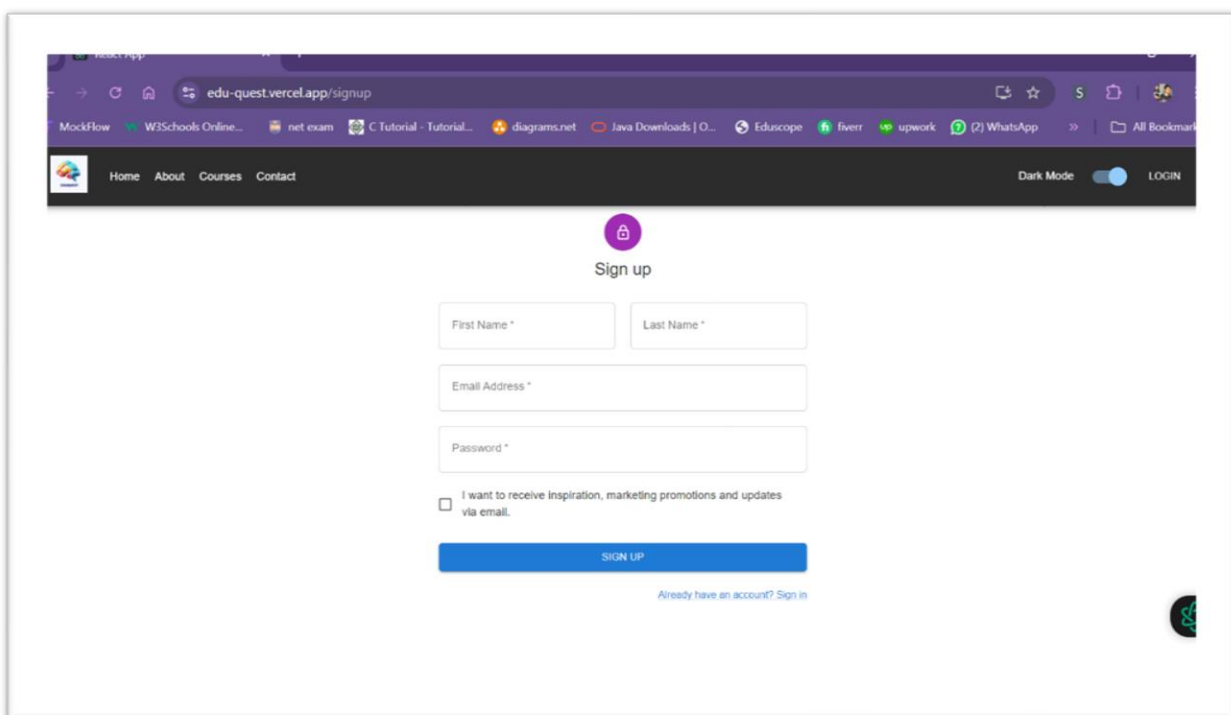 React App
edu-quest.vercel.app/signup
MockFlow W3Schools Online... net exam C Tutorial - Tutorial... diagrams.net Java Downloads | O... Eduscope fiverr upwork (2) WhatsApp » All Bookmark
Home About Courses Contact Dark Mode LOGIN
Sign up
First Name * Last Name *
Email Address *
Password *
I want to receive inspiration, marketing promotions and updates
via email.
SIGN UP
Already have an account? Sign in